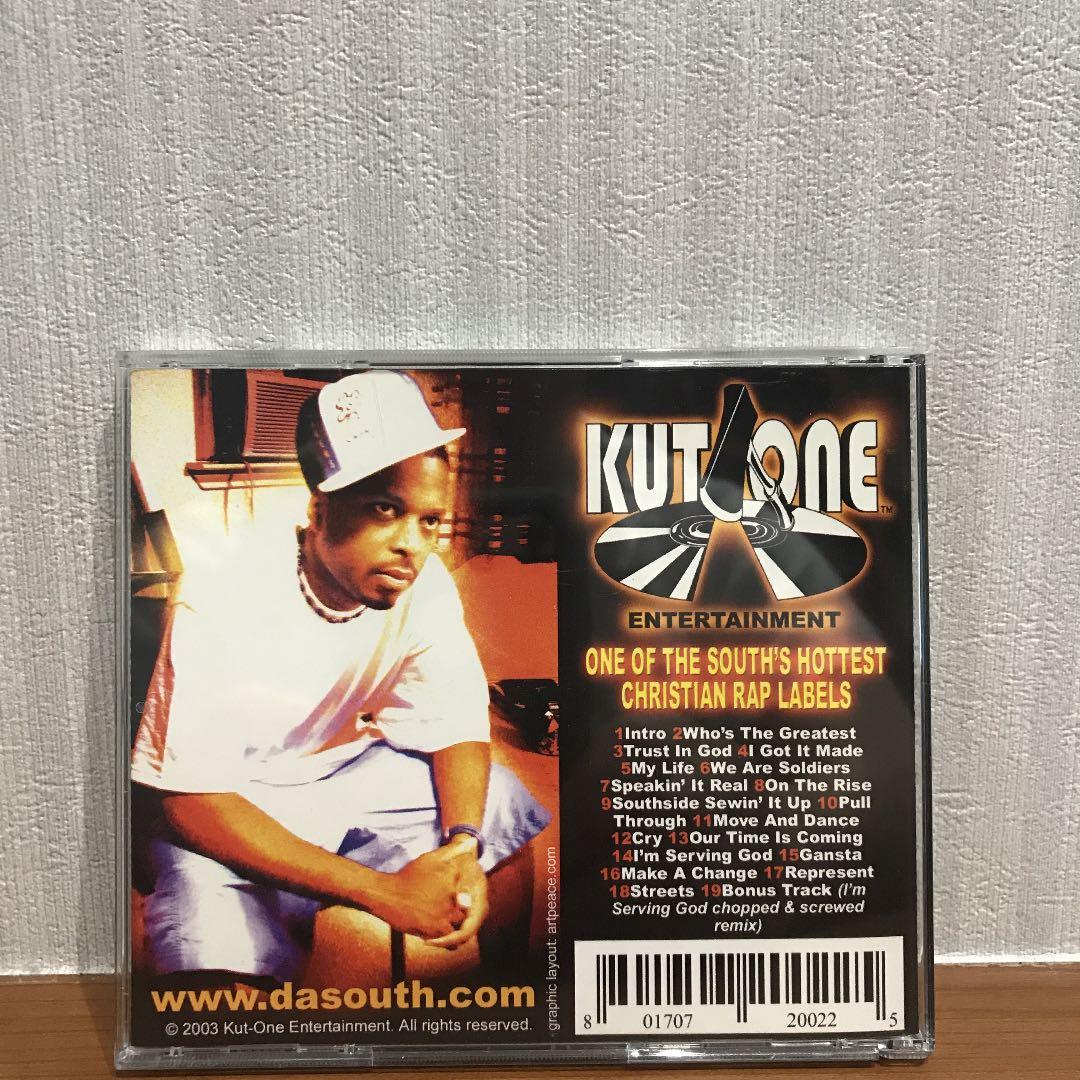 KUT ONE
TM
ENTERTAINMENT
ONE OF THE SOUTH'S HOTTEST
CHRISTIAN RAP LABELS
1Intro 2Who's The Greatest
3Trust In God 4I Got It Made
5My Life 6We Are Soldiers
7Speakin' It Real 8On The Rise
9Southside Sewin' It Up 10Pull
Through 11Move And Dance
12Cry 13Our Time Is Coming
14I'm Serving God 15Gansta
16Make A Change 17Represent
18Streets 19Bonus Track (I'm
Serving God chopped & screwed
remix)
graphic layout: artpeace.com
www.dasouth.com
© 2003 Kut-One Entertainment. All rights reserved.
8 01707 20022 5